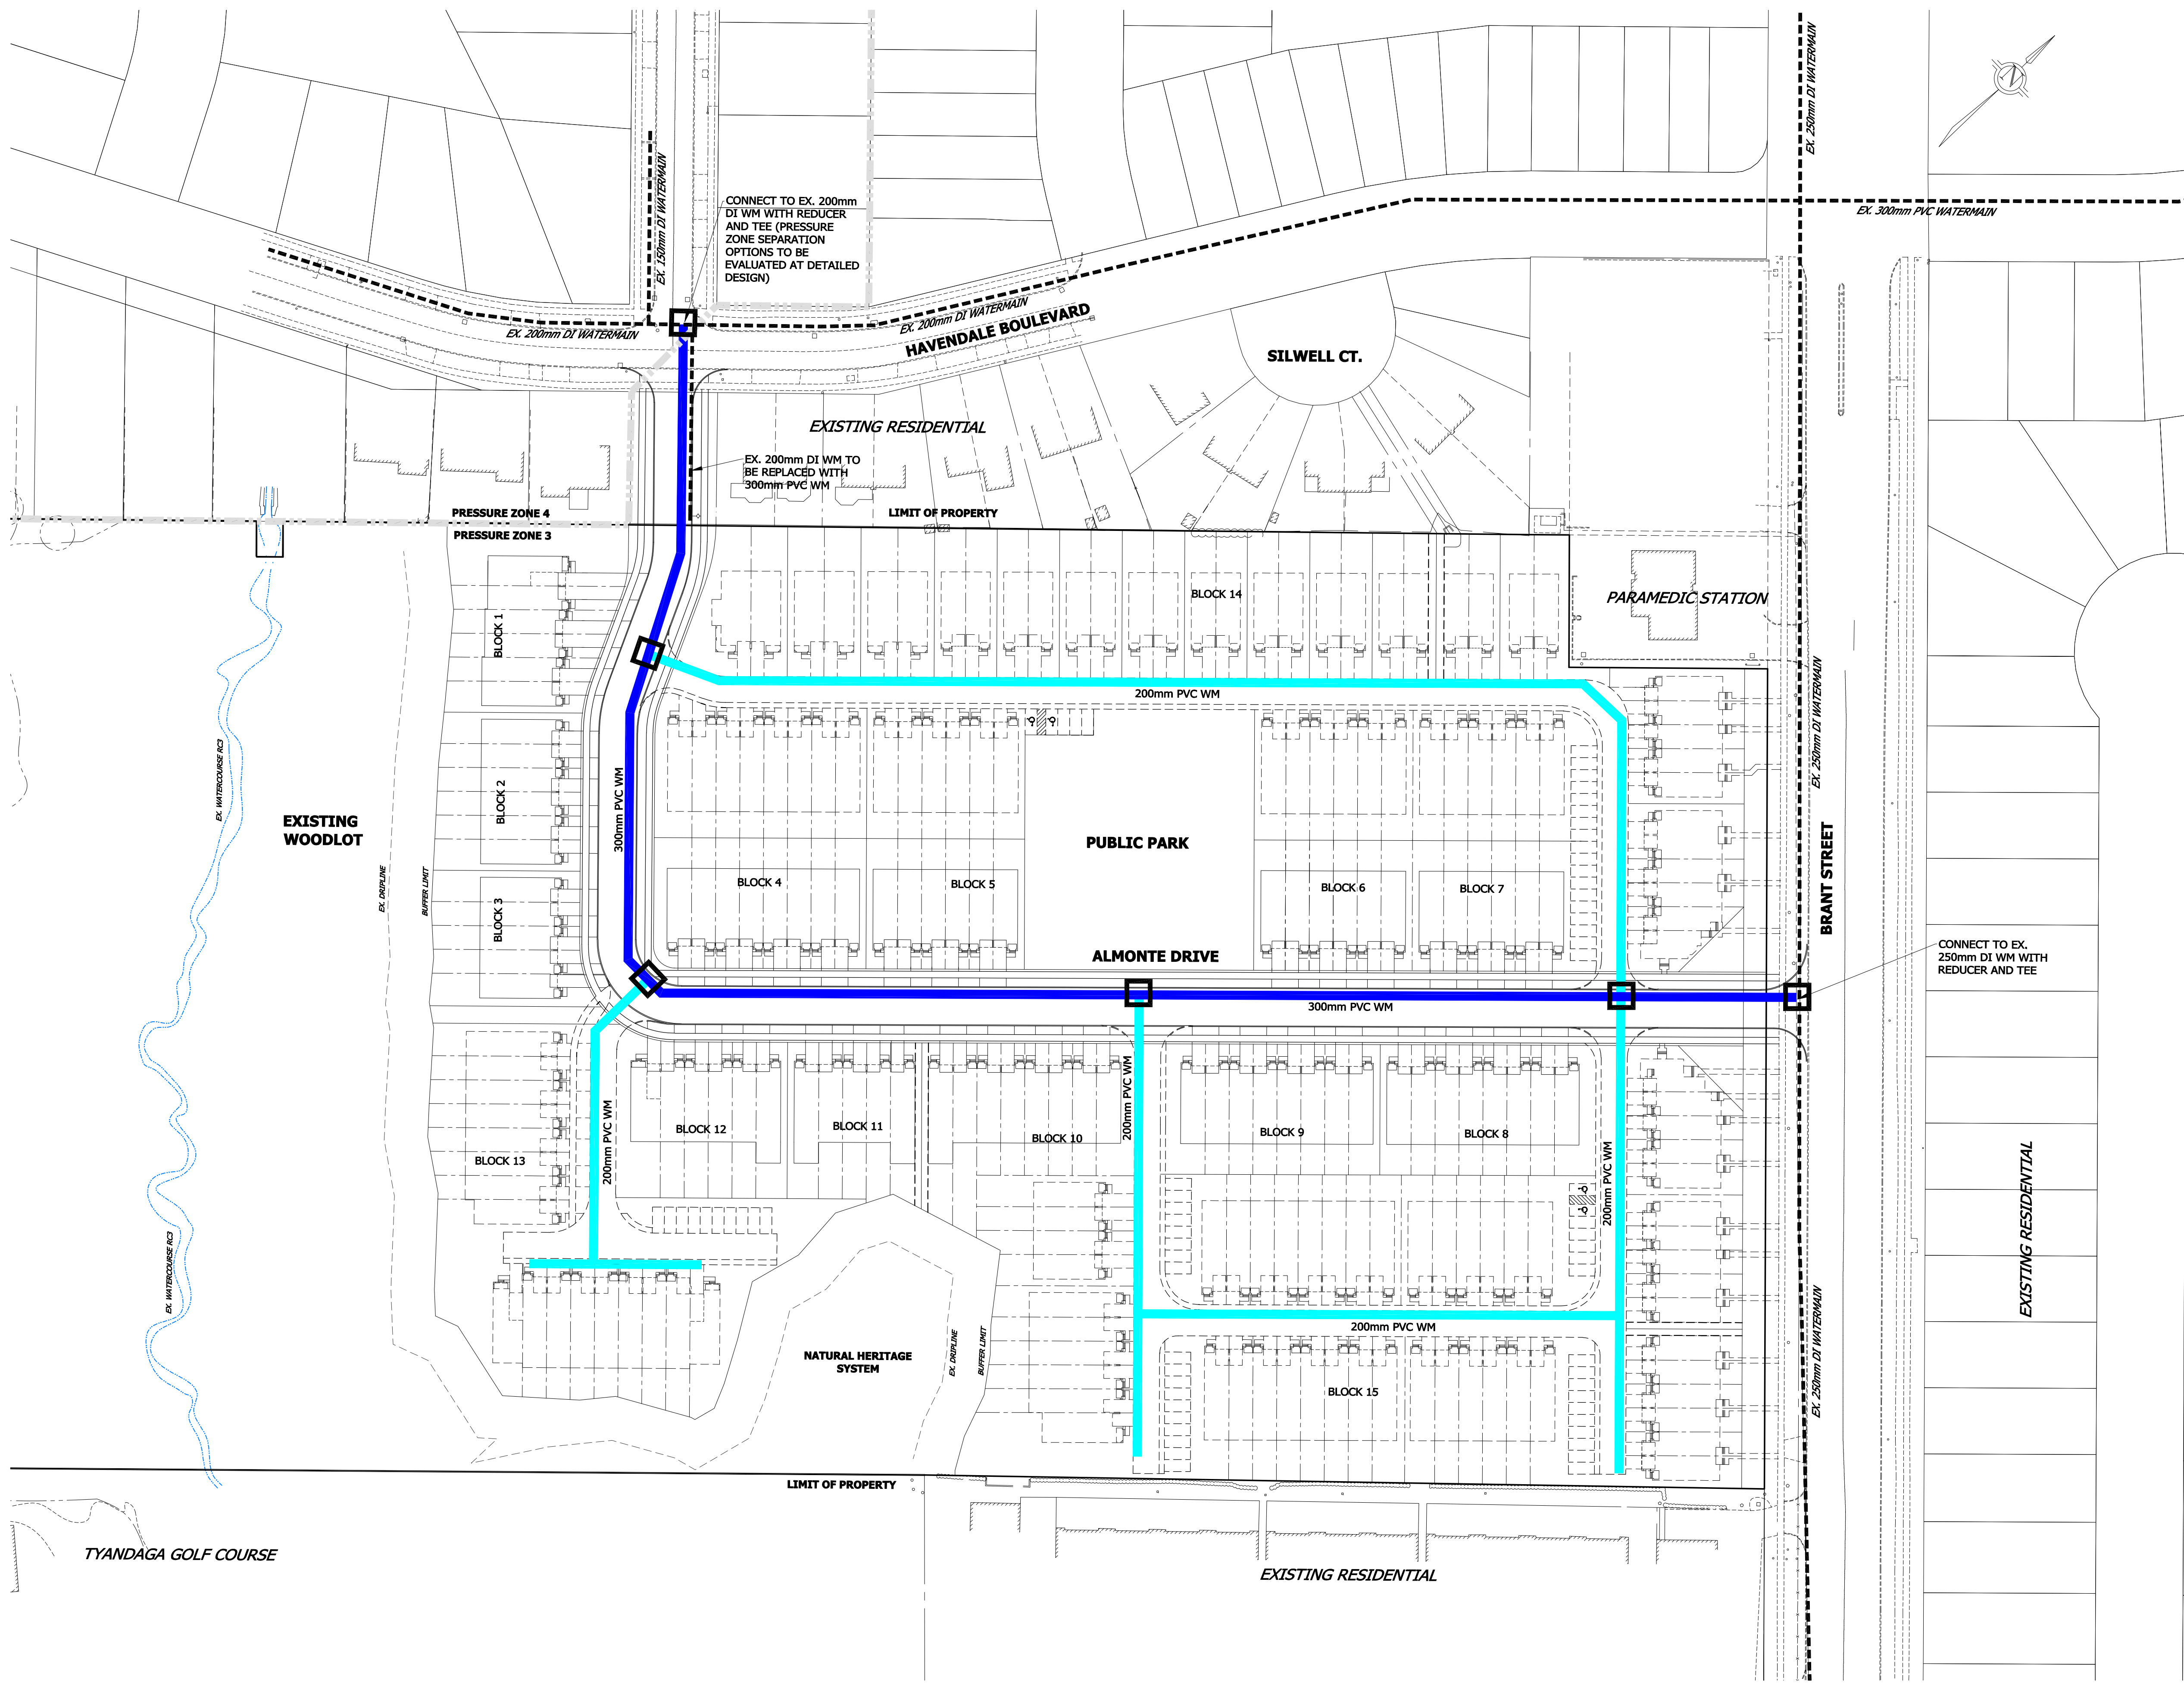 EX. 250mm DI WATERMAIN
N
EX. 150mm DI WATERMAIN
CONNECT TO EX. 200mm
DI WM WITH REDUCER
AND TEE (PRESSURE
ZONE SEPARATION
OPTIONS TO BE
EVALUATED AT DETAILED
DESIGN)
EX. 300mm PVC WATERMAIN
EX. 200mm DI WATERMAIN
EX. 200mm DI WATERMAIN
HAVENDALE BOULEVARD
SILWELL CT.
EXISTING RESIDENTIAL
EX. 200mm DI WM TO
BE REPLACED WITH
300mm PVC WM
PRESSURE ZONE 4
LIMIT OF PROPERTY
PRESSURE ZONE 3
BLOCK 14
PARAMEDIC STATION
BLOCK 1
200mm PVC WM
EX. 250mm DI WATERMAIN
EX. WATERCOURSE RC3
BLOCK 2
300mm PVC WM
EXISTING
WOODLOT
PUBLIC PARK
BRANT STREET
EX. DRIPLINE
BUFFER LIMIT
BLOCK 3
BLOCK 4
BLOCK 5
BLOCK 6
BLOCK 7
ALMONTE DRIVE
CONNECT TO EX.
250mm DI WM WITH
REDUCER AND TEE
300mm PVC WM
200mm PVC WM
200mm PVC WM
200mm PVC WM
BLOCK 13
BLOCK 12
BLOCK 11
BLOCK 10
BLOCK 9
BLOCK 8
EX. WATERCOURSE RC3
EXISTING RESIDENTIAL
200mm PVC WM
NATURAL HERITAGE
SYSTEM
EX. DRIPLINE
BUFFER LIMIT
EX. 250mm DI WATERMAIN
BLOCK 15
LIMIT OF PROPERTY
TYANDAGA GOLF COURSE
EXISTING RESIDENTIAL